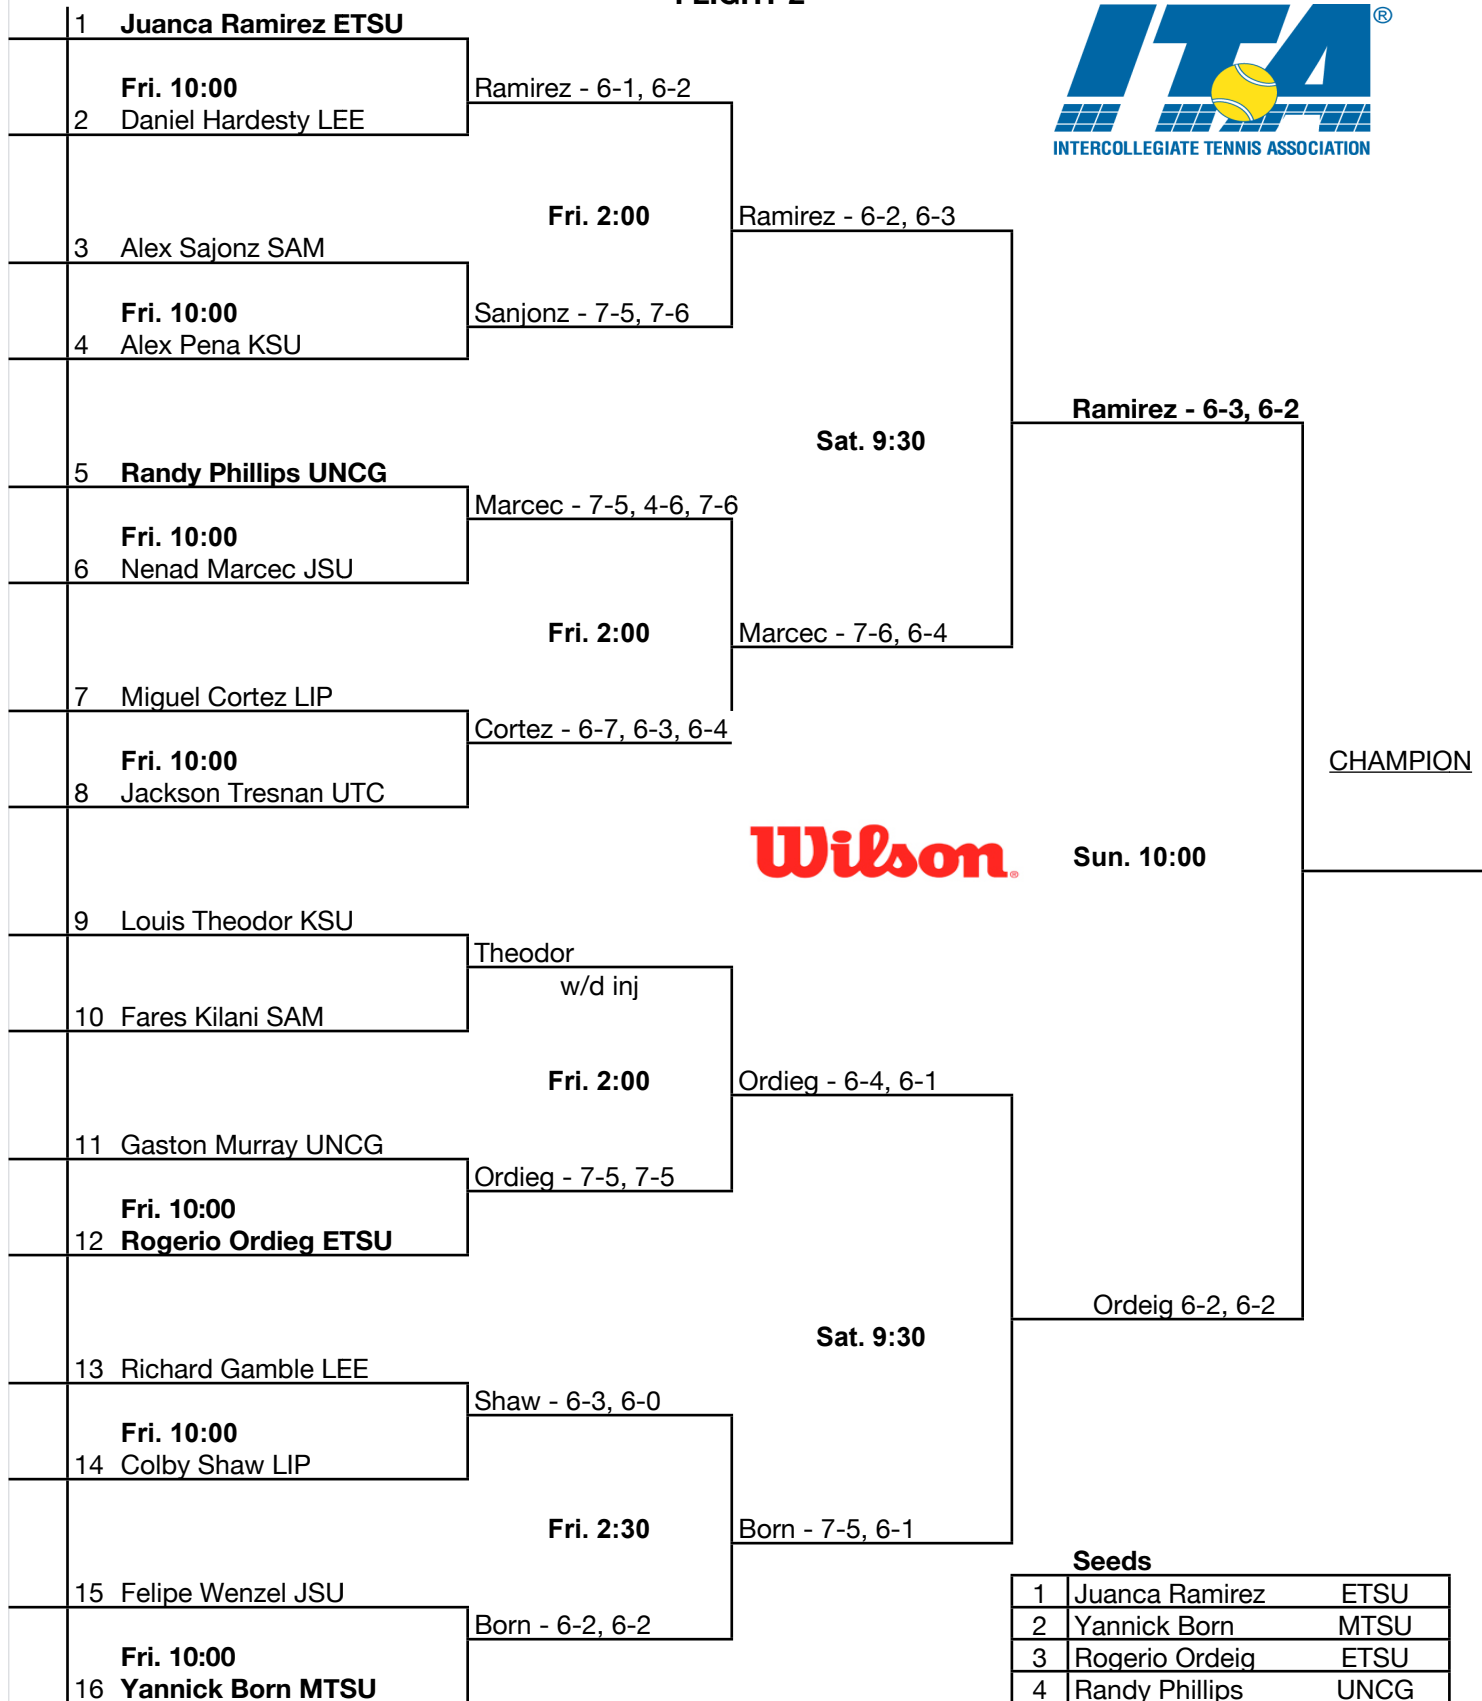 FLIGHT 2
1 Juanca Ramirez ETSU
ITA®
INTERCOLLEGIATE TENNIS ASSOCIATION
Fri. 10:00
Ramirez - 6-1, 6-2
2 Daniel Hardesty LEE
Fri. 2:00
Ramirez - 6-2, 6-3
3 Alex Sajonz SAM
Fri. 10:00
Sanjonz - 7-5, 7-6
4 Alex Pena KSU
Ramirez - 6-3, 6-2
Sat. 9:30
5 Randy Phillips UNCG
Marcec - 7-5, 4-6, 7-6
Fri. 10:00
6 Nenad Marcec JSU
Fri. 2:00
Marcec - 7-6, 6-4
7 Miguel Cortez LIP
Cortez - 6-7, 6-3, 6-4
Fri. 10:00
CHAMPION
8 Jackson Tresnan UTC
Wilson®
Sun. 10:00
9 Louis Theodor KSU
Theodor
w/d inj
10 Fares Kilani SAM
Fri. 2:00
Ordieg - 6-4, 6-1
11 Gaston Murray UNCG
Ordieg - 7-5, 7-5
Fri. 10:00
12 Rogerio Ordieg ETSU
Ordeig 6-2, 6-2
Sat. 9:30
13 Richard Gamble LEE
Shaw - 6-3, 6-0
Fri. 10:00
14 Colby Shaw LIP
Fri. 2:30
Born - 7-5, 6-1
Seeds
15 Felipe Wenzel JSU
1 Juanca Ramirez ETSU
Born - 6-2, 6-2
2 Yannick Born MTSU
Fri. 10:00
3 Rogerio Ordeig ETSU
16 Yannick Born MTSU
4 Randy Phillips UNCG